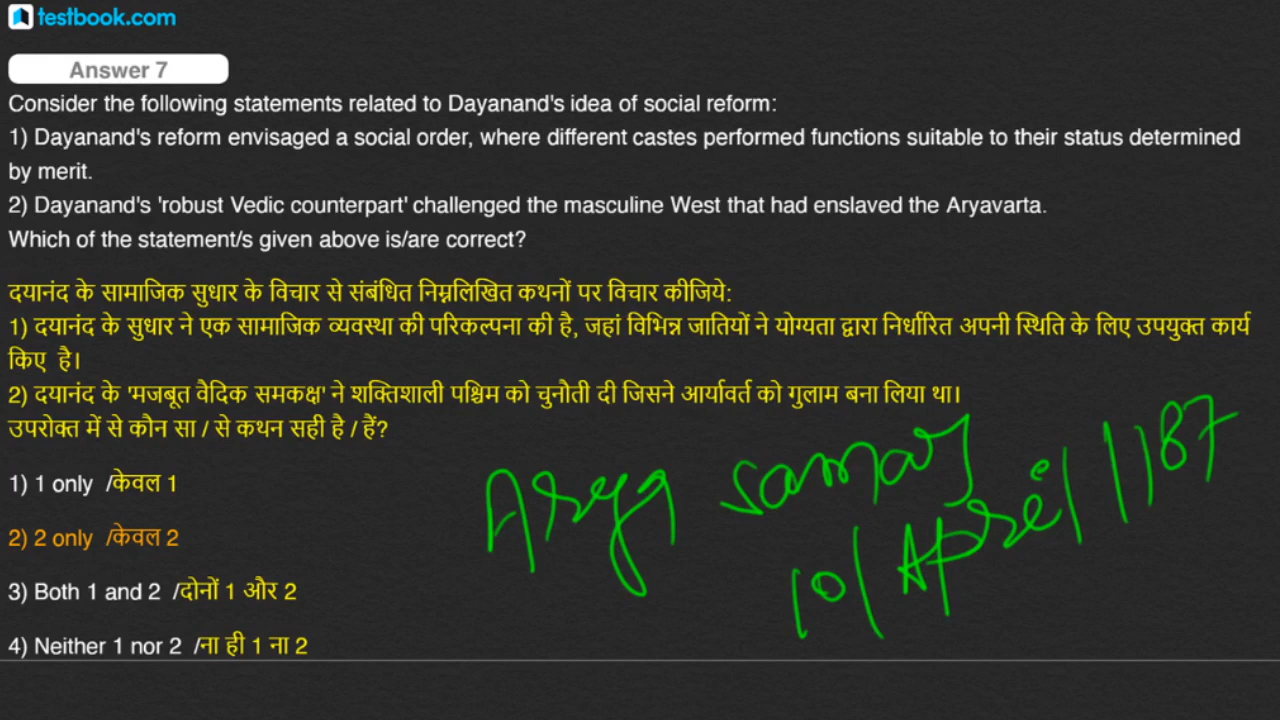 testbook.com
Answer 7
Consider the following statements related to Dayanand's idea of social reform:
1) Dayanand's reform envisaged a social order, where different castes performed functions suitable to their status determined
by merit.
2) Dayanand's 'robust Vedic counterpart' challenged the masculine West that had enslaved the Aryavarta.
Which of the statement/s given above is/are correct?
दयानंद के सामाजिक सुधार के विचार से संबंधित निम्नलिखित कथनों पर विचार कीजिये:
1) दयानंद के सुधार ने एक सामाजिक व्यवस्था की परिकल्पना की है, जहां विभिन्न जातियों ने योग्यता द्वारा निर्धारित अपनी स्थिति के लिए उपयुक्त कार्य
किए है।
2) दयानंद के 'मजबूत वैदिक समकक्ष' ने शक्तिशाली पश्चिम को चुनौती दी जिसने आर्यावर्त को गुलाम बना लिया था।
उपरोक्त में से कौन सा / से कथन सही है / हैं?
1) 1 only /केवल 1
2) 2 only /केवल 2
3) Both 1 and 2 /दोनों 1 और 2
4) Neither 1 nor 2 /ना ही 1 ना 2
Arya samaj
10/April/1187